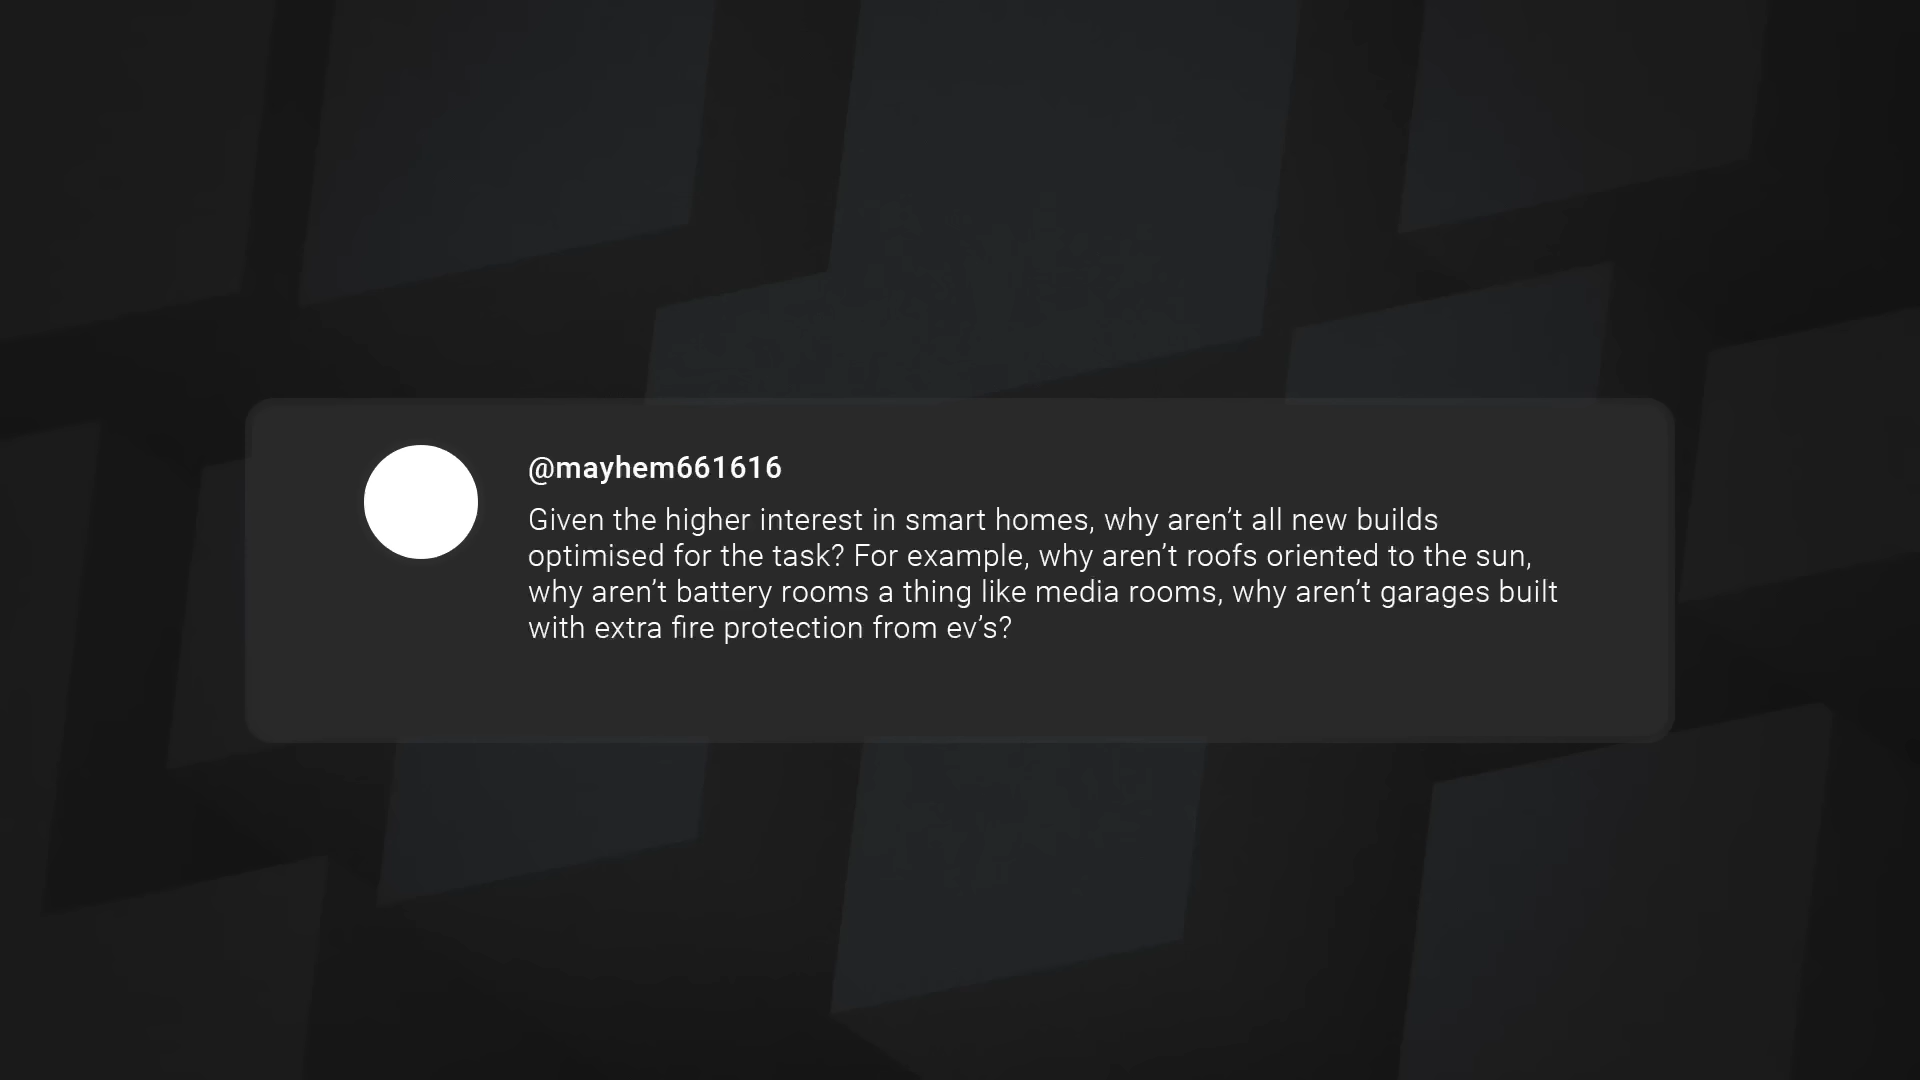 @mayhem661616
Given the higher interest in smart homes, why aren’t all new builds
optimised for the task? For example, why aren’t roofs oriented to the sun,
why aren’t battery rooms a thing like media rooms, why aren’t garages built
with extra fire protection from ev’s?